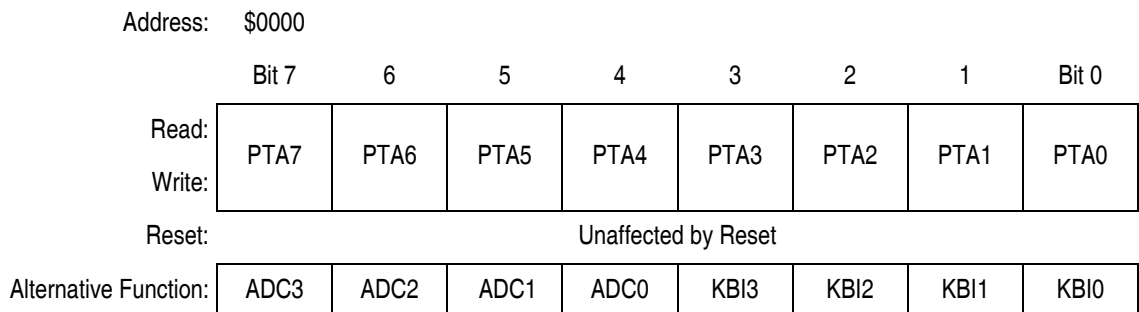 Address: $0000
Bit 7 6 5 4 3 2 1 Bit 0
Read:
PTA7 PTA6 PTA5 PTA4 PTA3 PTA2 PTA1 PTA0
Write:
Reset: Unaffected by Reset
Alternative Function: ADC3 ADC2 ADC1 ADC0 KBI3 KBI2 KBI1 KBI0